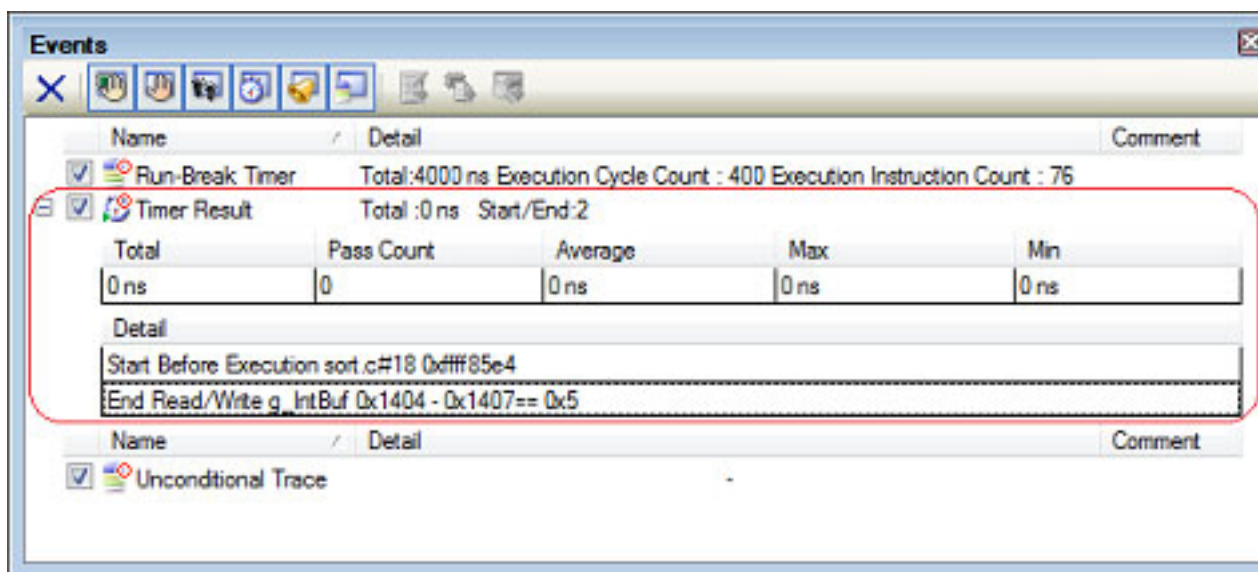 Events
Name / Detail Comment
Run-Break Timer Total:4000 ns Execution Cycle Count : 400 Execution Instruction Count : 76
Timer Result Total :0 ns Start/End:2
Total Pass Count Average Max Min
0 ns 0 0 ns 0 ns 0 ns
Detail
Start Before Execution sort.c#18 0xffff85e4
End Read/Write g_IntBuf 0x1404 - 0x1407== 0x5
Name / Detail Comment
Unconditional Trace -